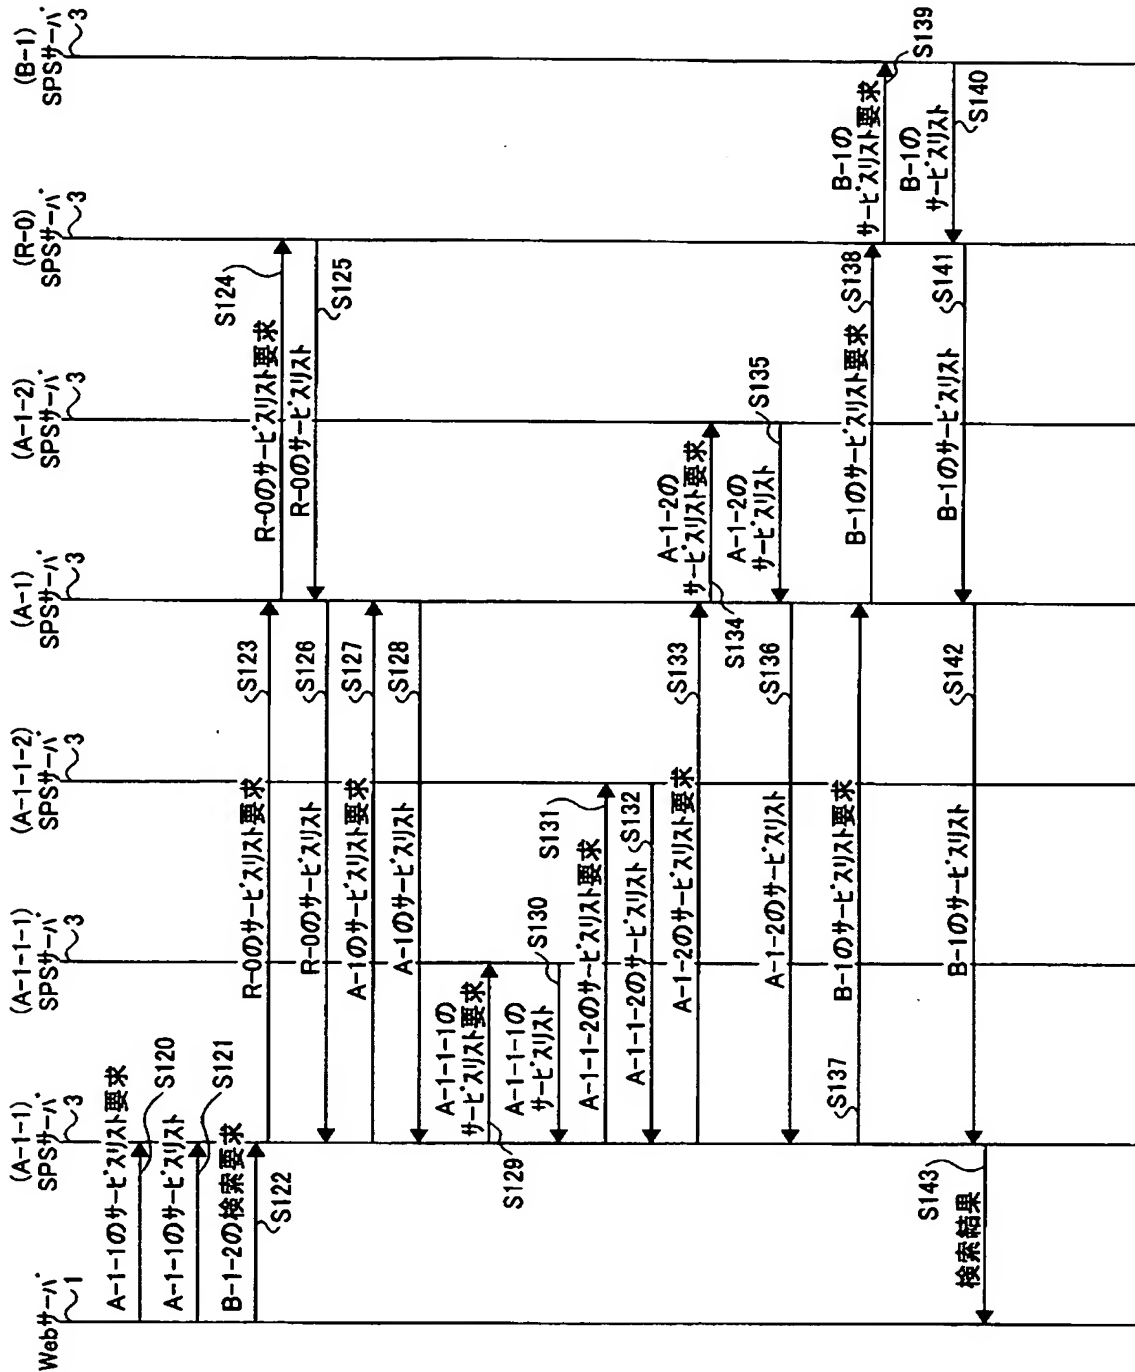 Webサーバ
1
(A-1-1)
SPSサーバ
3
(A-1-1-1)
SPSサーバ
3
(A-1-1-2)
SPSサーバ
3
(A-1)
SPSサーバ
3
(A-1-2)
SPSサーバ
3
(R-0)
SPSサーバ
3
(B-1)
SPSサーバ
3
A-1-1のサービスリスト要求
S120
A-1-1のサービスリスト
S121
B-1-2の検索要求
S122
R-0のサービスリスト要求
S123
R-0のサービスリスト要求
S124
R-0のサービスリスト
S125
R-0のサービスリスト
S126
A-1のサービスリスト要求
S127
A-1のサービスリスト
S128
A-1-1-1の
サービスリスト要求
S129
A-1-1-1の
サービスリスト
S130
A-1-1-2のサービスリスト要求
S131
A-1-1-2のサービスリスト
S132
A-1-2のサービスリスト要求
S133
A-1-2の
サービスリスト要求
S134
A-1-2の
サービスリスト
S135
A-1-2のサービスリスト
S136
B-1のサービスリスト要求
S137
B-1のサービスリスト要求
S138
B-1の
サービスリスト要求
S139
B-1の
サービスリスト
S140
B-1のサービスリスト
S141
B-1のサービスリスト
S142
検索結果
S143